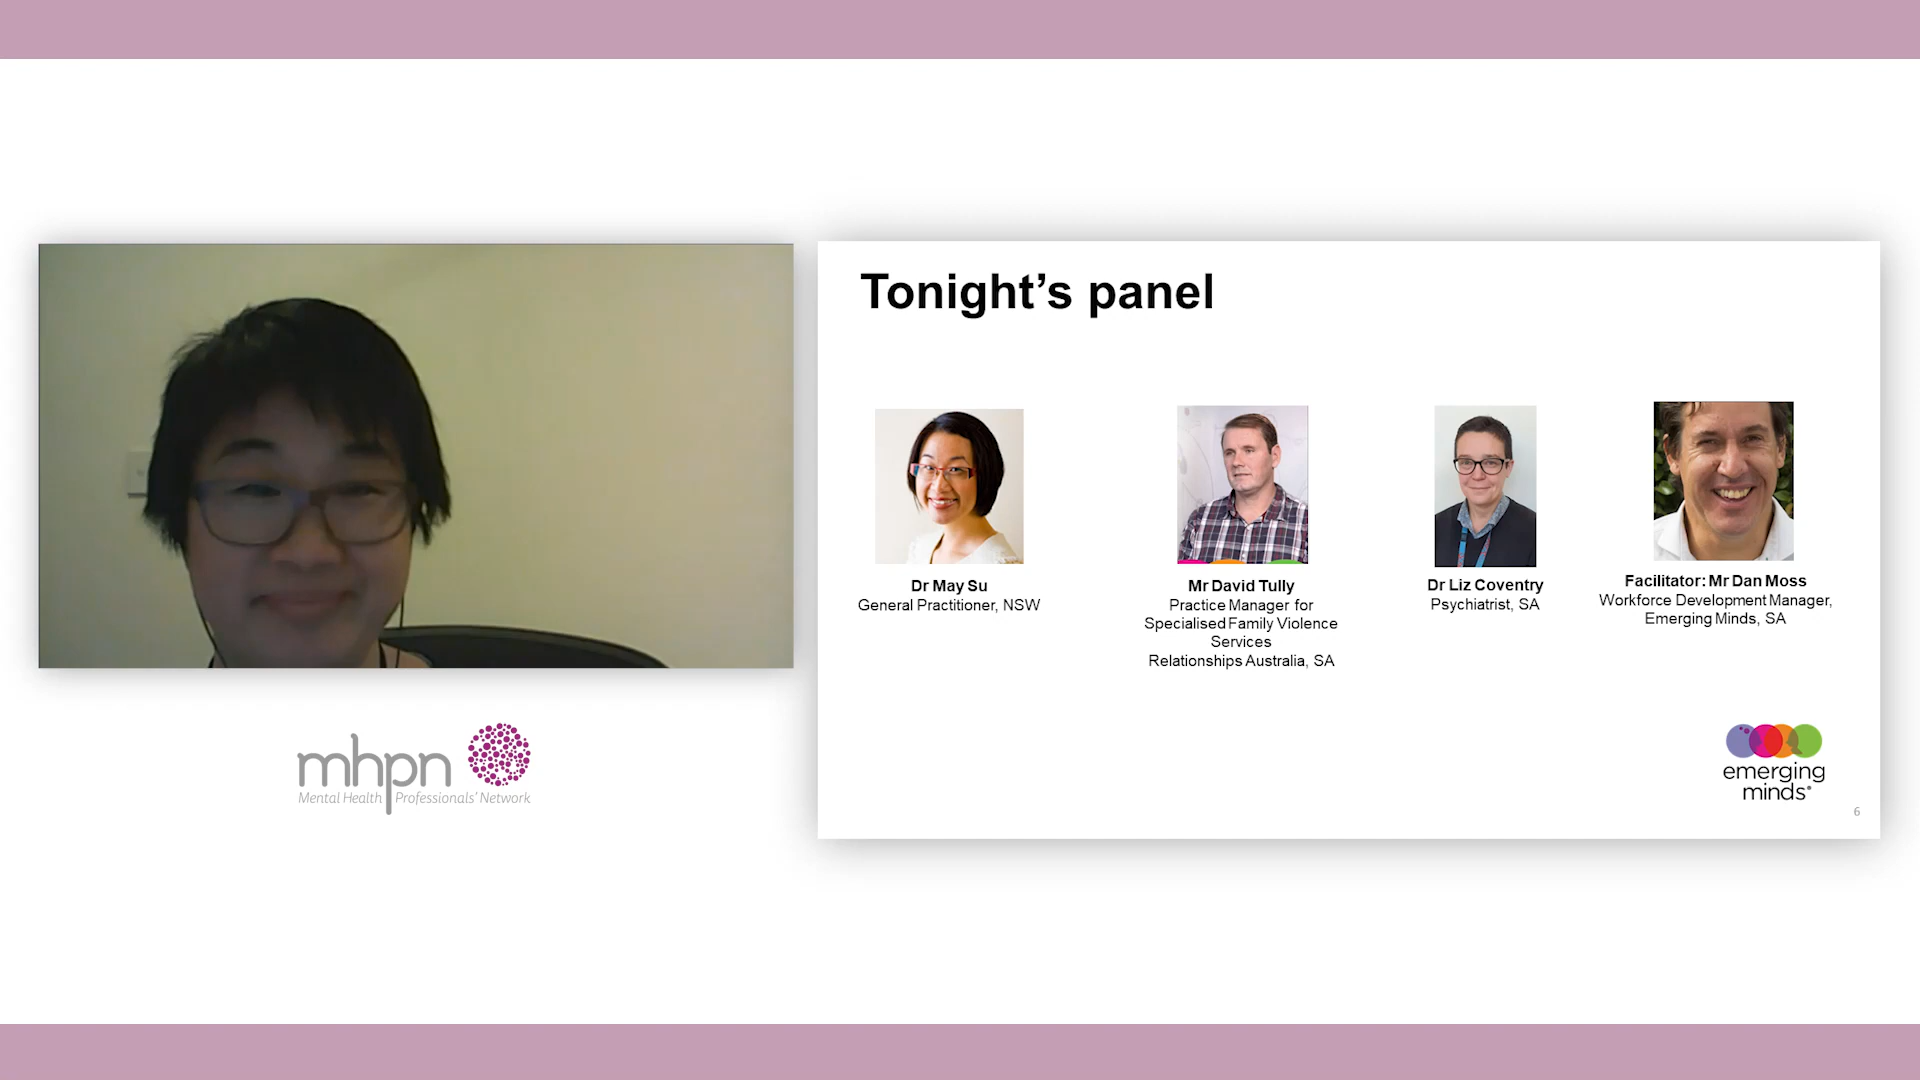 Tonight's panel
Dr May Su
General Practitioner, NSW
Mr David Tully
Practice Manager for
Specialised Family Violence
Services
Relationships Australia, SA
Dr Liz Coventry
Psychiatrist, SA
Facilitator: Mr Dan Moss
Workforce Development Manager,
Emerging Minds, SA
mhpn
Mental Health Professionals' Network
emerging
minds
6